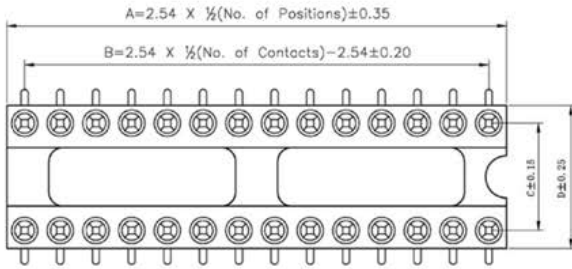 A=2.54 X ½(No. of Positions)±0.35
B=2.54 X ½(No. of Contacts)-2.54±0.20
C±0.15
D±0.25